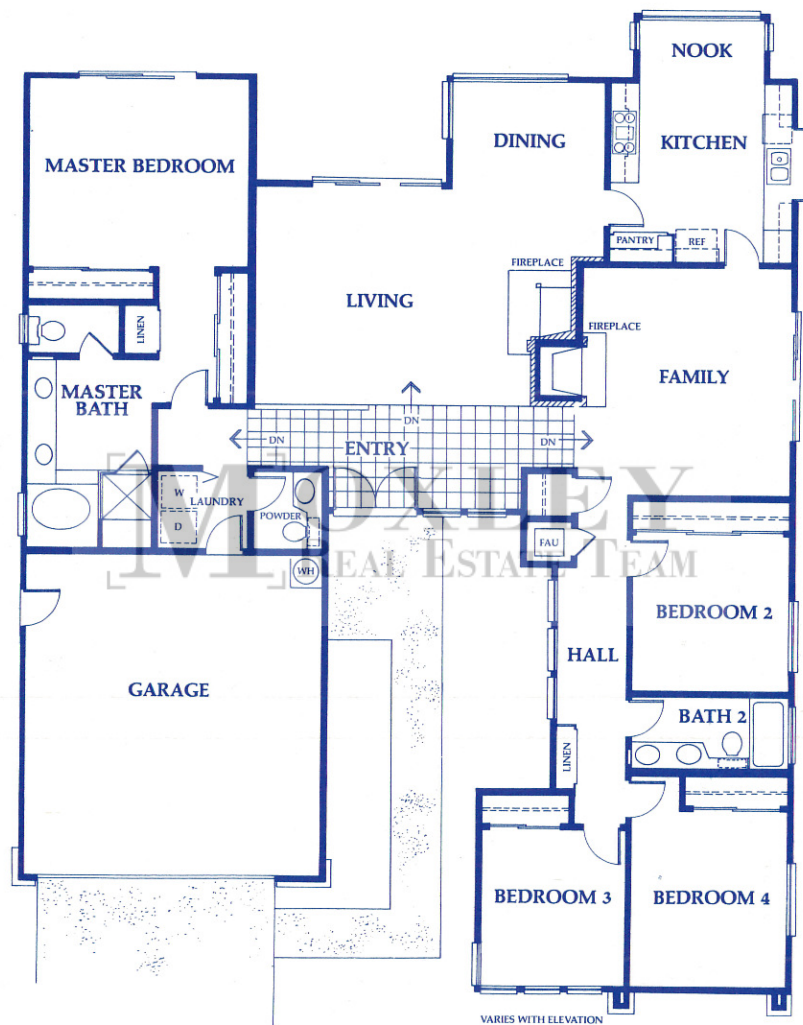 NOOK
DINING
KITCHEN
MASTER BEDROOM
PANTRY
REF
FIREPLACE
LIVING
LINEN
FIREPLACE
FAMILY
MASTER
BATH
DN
DN
DN
ENTRY
W
LAUNDRY
D
POWDER
[MOXLEY]
REAL ESTATE TEAM
FAU
WH
BEDROOM 2
HALL
GARAGE
BATH 2
LINEN
BEDROOM 3
BEDROOM 4
VARIES WITH ELEVATION